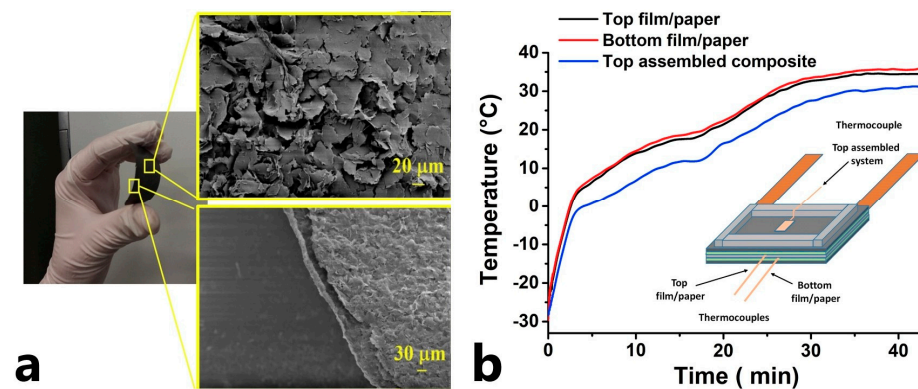 20 µm
30 µm
a
Top film/paper
Bottom film/paper
Top assembled composite
Temperature (°C)
40
35
30
20
10
0
-10
-20
-30
0
10
20
30
40
Time ( min)
Thermocouple
Top assembled
system
Top
film/paper
Bottom
film/paper
Thermocouples
b